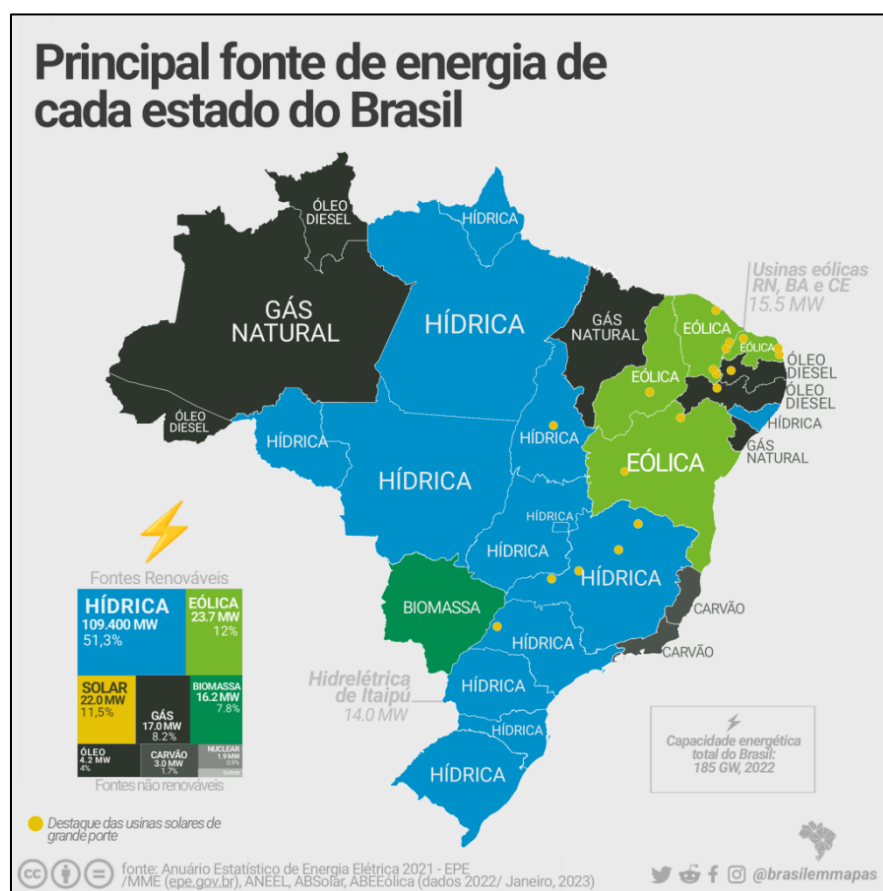 Principal fonte de energia de
cada estado do Brasil
ÓLEO
DIESEL
HÍDRICA
Usinas eólicas
RN, BA e CE
15.5 MW
GÁS
NATURAL
HÍDRICA
GÁS
NATURAL
EÓLICA
EÓLICA
EÓLICA
ÓLEO
DIESEL
ÓLEO
DIESEL
HÍDRICA
GÁS
NATURAL
ÓLEO
DIESEL
HÍDRICA
HÍDRICA
HÍDRICA
EÓLICA
HÍDRICA
HÍDRICA
HÍDRICA
BIOMASSA
CARVÃO
CARVÃO
HÍDRICA
HÍDRICA
HÍDRICA
HÍDRICA
Hidrelétrica
de Itaipú
14.0 MW
Fontes Renováveis
HÍDRICA
109.400 MW
51,3%
EÓLICA
23.7 MW
12%
SOLAR
22.0 MW
11,5%
GÁS
17.0 MW
8.2%
BIOMASSA
16.2 MW
7.8%
ÓLEO
4.2 MW
4%
CARVÃO
3.0 MW
1.7%
NUCLEAR
1.9 MW
0.9%
OUTROS
Fontes não renováveis
Capacidade energética
total do Brasil:
185 GW, 2022
Destaque das usinas solares de
grande porte
cc
fonte: Anuário Estatístico de Energia Elétrica 2021 - EPE
/MME (epe.gov.br), ANEEL, ABSolar, ABEEólica (dados 2022/ Janeiro, 2023)
@brasilemmapas